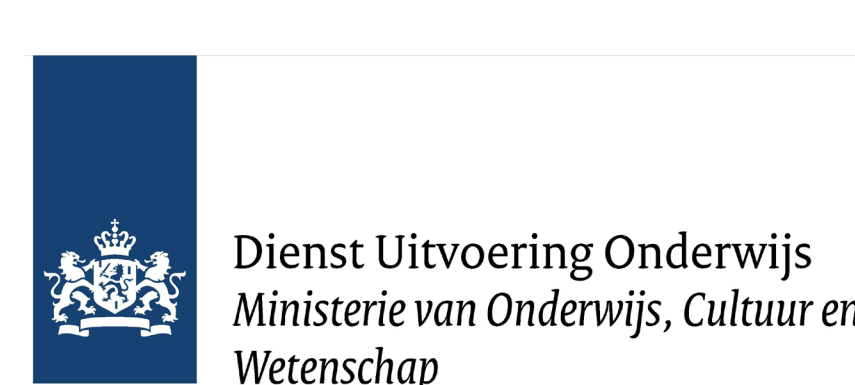 Dienst Uitvoering Onderwijs
Ministerie van Onderwijs, Cultuur en
Wetenschap